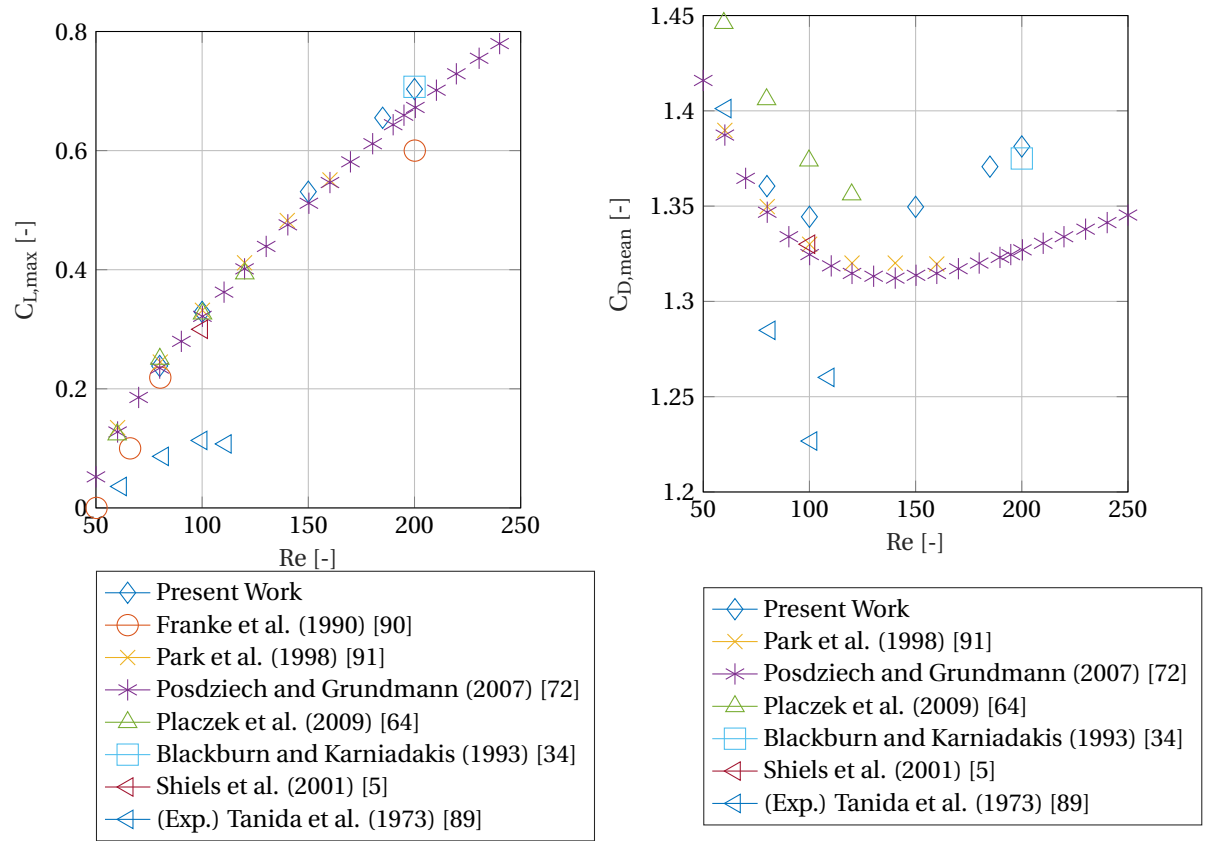 0.8
0.6
0.4
0.2
0
C_L,max [-]
50 100 150 200 250
Re [-]
Present Work
Franke et al. (1990) [90]
Park et al. (1998) [91]
Posdziech and Grundmann (2007) [72]
Placzek et al. (2009) [64]
Blackburn and Karniadakis (1993) [34]
Shiels et al. (2001) [5]
(Exp.) Tanida et al. (1973) [89]
1.45
1.4
1.35
1.3
1.25
1.2
C_D,mean [-]
50 100 150 200 250
Re [-]
Present Work
Park et al. (1998) [91]
Posdziech and Grundmann (2007) [72]
Placzek et al. (2009) [64]
Blackburn and Karniadakis (1993) [34]
Shiels et al. (2001) [5]
(Exp.) Tanida et al. (1973) [89]